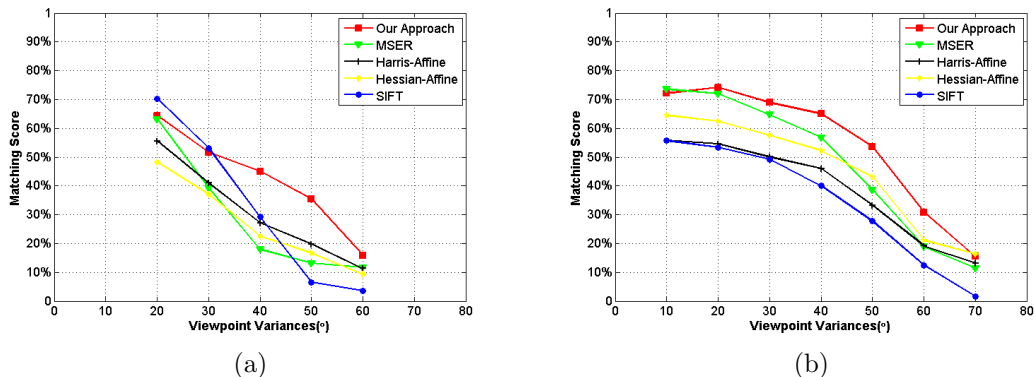 1
90%
80%
70%
60%
50%
40%
30%
20%
10%
0
0 10 20 30 40 50 60 70 80
Matching Score
Viewpoint Variances(°)
Our Approach
MSER
Harris-Affine
Hessian-Affine
SIFT
(a)
1
90%
80%
70%
60%
50%
40%
30%
20%
10%
0
0 10 20 30 40 50 60 70 80
Matching Score
Viewpoint Variances(°)
Our Approach
MSER
Harris-Affine
Hessian-Affine
SIFT
(b)